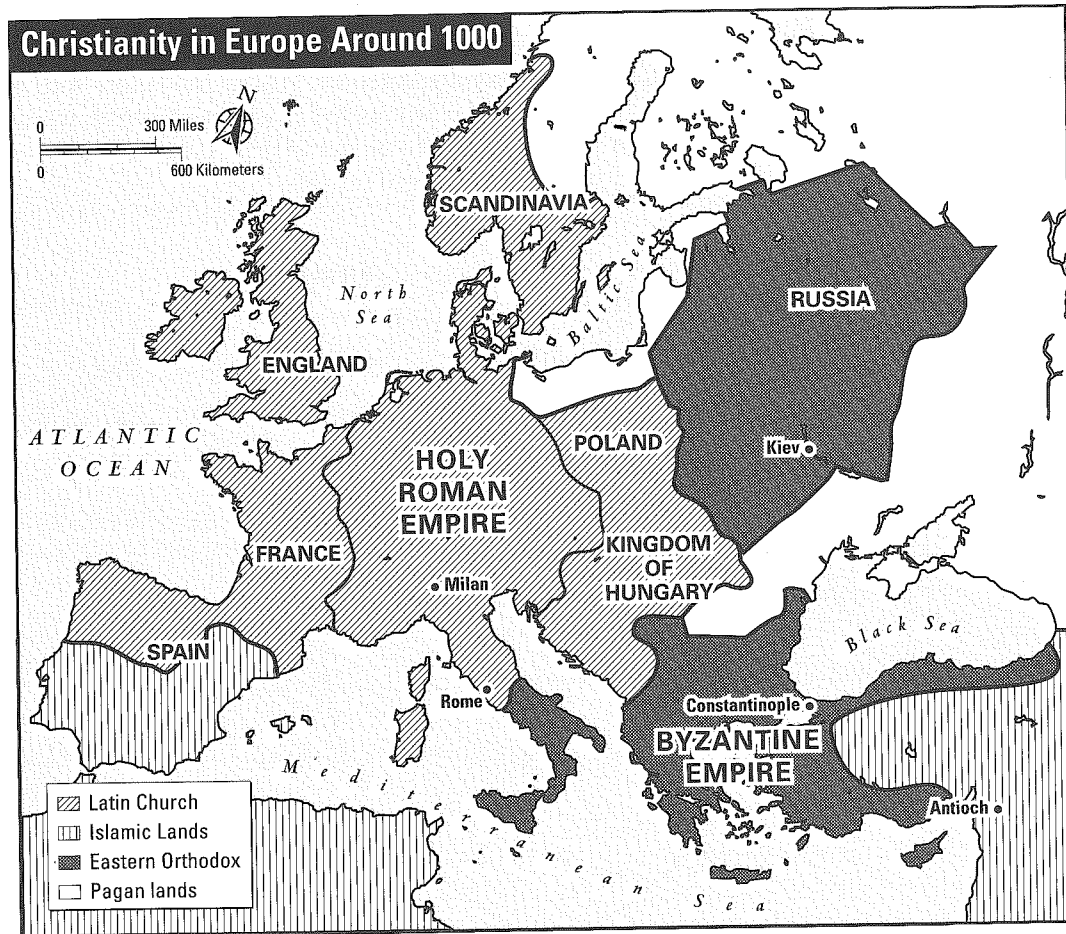 Christianity in Europe Around 1000
N
0
300 Miles
0
600 Kilometers
SCANDINAVIA
North
Sea
Baltic Sea
RUSSIA
ENGLAND
ATLANTIC
OCEAN
POLAND
Kiev
HOLY
ROMAN
EMPIRE
FRANCE
KINGDOM
OF
HUNGARY
Milan
Black Sea
SPAIN
Rome
Constantinople
BYZANTINE
EMPIRE
Antioch
Mediterranean Sea
Latin Church
Islamic Lands
Eastern Orthodox
Pagan lands